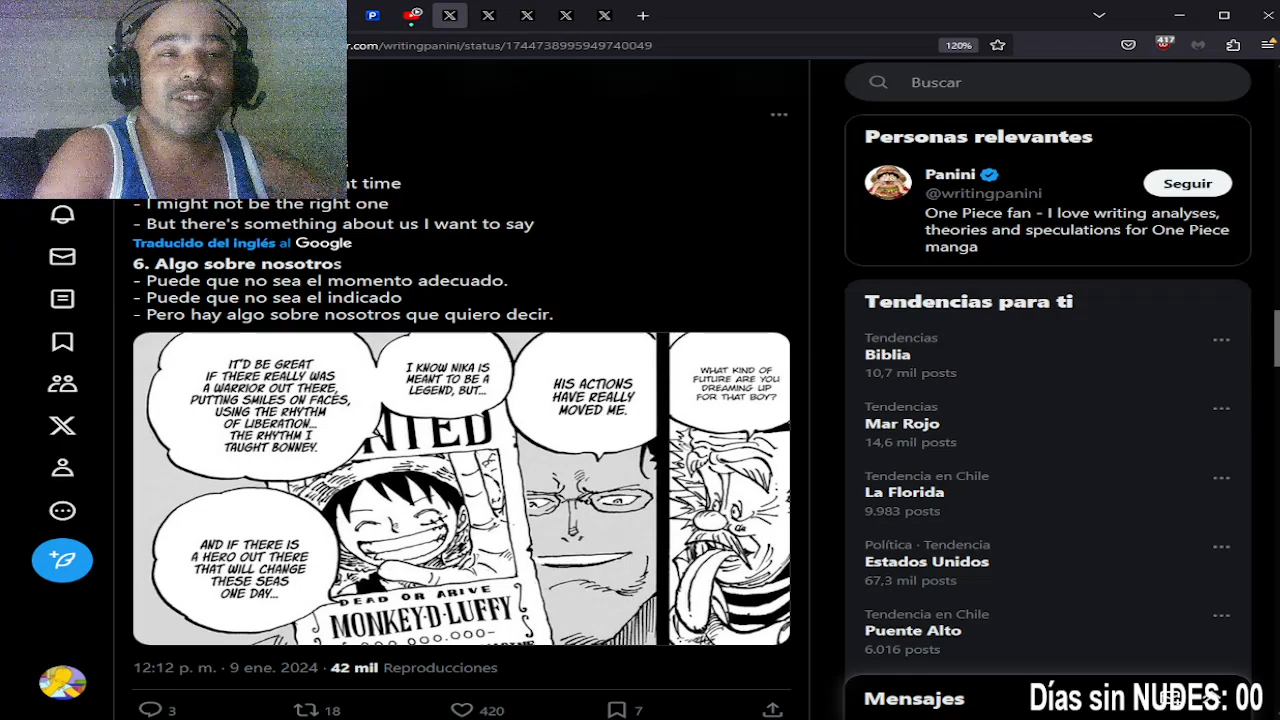 P
r.com/writingpanini/status/1744738995949740049
120%
417
Buscar
Personas relevantes
Panini
@writingpanini
Seguir
One Piece fan - I love writing analyses,
theories and speculations for One Piece
manga
time
- I might not be the right one
- But there's something about us I want to say
Traducido del inglés al Google
6. Algo sobre nosotros
- Puede que no sea el momento adecuado.
- Puede que no sea el indicado
- Pero hay algo sobre nosotros que quiero decir.
IT'D BE GREAT
IF THERE REALLY WAS
A WARRIOR OUT THERE,
PUTTING SMILES ON FACES,
USING THE RHYTHM
OF LIBERATION...
THE RHYTHM I
TAUGHT BONNEY.
I KNOW NIKA IS
MEANT TO BE A
LEGEND, BUT...
HIS ACTIONS
HAVE REALLY
MOVED ME.
WHAT KIND OF
FUTURE ARE YOU
DREAMING UP
FOR THAT BOY?
AND IF THERE IS
A HERO OUT THERE
THAT WILL CHANGE
THESE SEAS
ONE DAY...
NTED
DEAD OR ARIVE
MONKEY·D·LUFFY
12:12 p. m. · 9 ene. 2024 · 42 mil Reproducciones
3
18
420
7
Tendencias para ti
Tendencias
Biblia
10,7 mil posts
Tendencias
Mar Rojo
14,6 mil posts
Tendencia en Chile
La Florida
9.983 posts
Política · Tendencia
Estados Unidos
67,3 mil posts
Tendencia en Chile
Puente Alto
6.016 posts
Mensajes
Días sin NUDES: 00